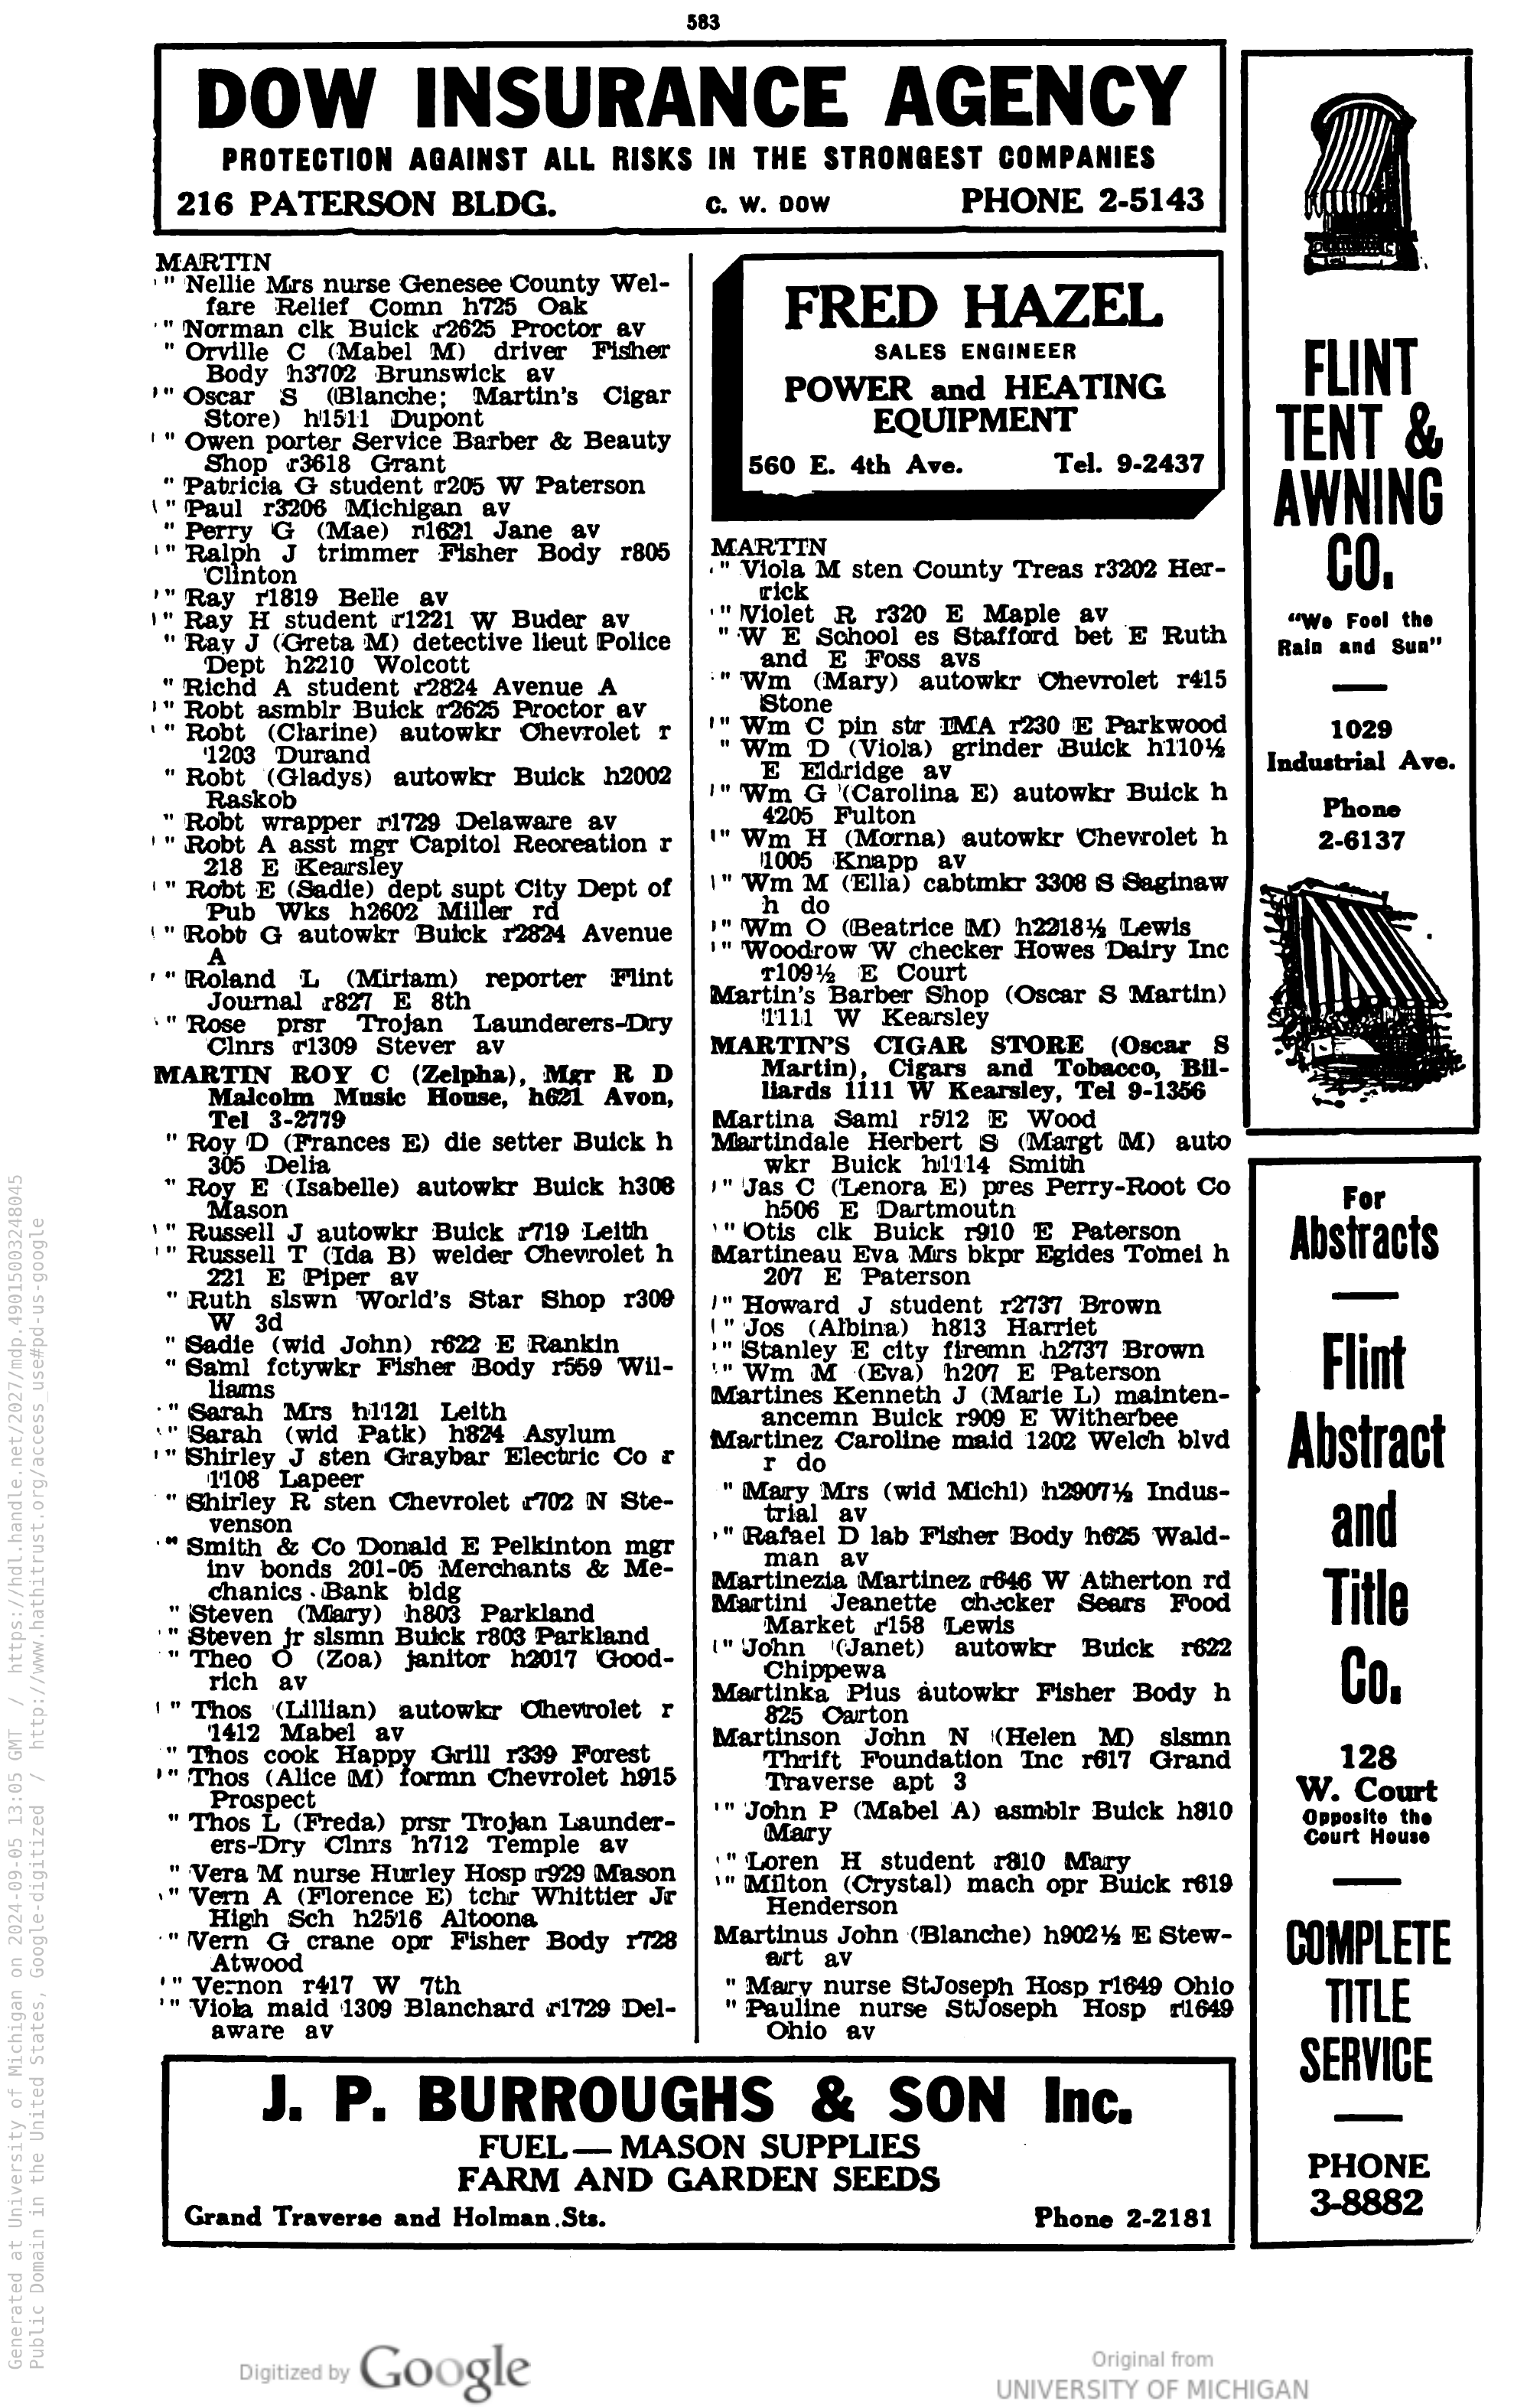 583
DOW INSURANCE AGENCY
PROTECTION AGAINST ALL RISKS IN THE STRONGEST COMPANIES
216 PATERSON BLDG. C. W. DOW PHONE 2-5143
MARTIN
" Nellie Mrs nurse Genesee County Wel-
fare Relief Comn h725 Oak
" Norman clk Buick r2625 Proctor av
" Orville C (Mabel M) driver Fisher
Body h3702 Brunswick av
" Oscar S (Blanche; Martin's Cigar
Store) h1511 Dupont
" Owen porter Service Barber & Beauty
Shop r3618 Grant
" Patricia G student r205 W Paterson
" Paul r3206 Michigan av
" Perry G (Mae) r1621 Jane av
" Ralph J trimmer Fisher Body r805
Clinton
" Ray r1819 Belle av
" Ray H student r1221 W Buder av
" Ray J (Greta M) detective lieut Police
Dept h2210 Wolcott
" Richd A student r2824 Avenue A
" Robt asmblr Buick r2625 Proctor av
" Robt (Clarine) autowkr Chevrolet r
1203 Durand
" Robt (Gladys) autowkr Buick h2002
Raskob
" Robt wrapper r1729 Delaware av
" Robt A asst mgr Capitol Recreation r
218 E Kearsley
" Robt E (Sadie) dept supt City Dept of
Pub Wks h2602 Miller rd
" Robt G autowkr Buick r2824 Avenue
A
" Roland L (Miriam) reporter Flint
Journal r827 E 8th
" Rose prsr Trojan Launderers-Dry
Clnrs r1309 Stever av
MARTIN ROY C (Zelpha), Mgr R D
Malcolm Music House, h621 Avon,
Tel 3-2779
" Roy D (Frances E) die setter Buick h
305 Delia
" Roy E (Isabelle) autowkr Buick h308
Mason
" Russell J autowkr Buick r719 Leith
" Russell T (Ida B) welder Chevrolet h
221 E Piper av
" Ruth slswn World's Star Shop r309
W 3d
" Sadie (wid John) r622 E Rankin
" Saml fctywkr Fisher Body r559 Wil-
liams
" Sarah Mrs h1121 Leith
" Sarah (wid Patk) h824 Asylum
" Shirley J sten Graybar Electric Co r
1108 Lapeer
" Shirley R sten Chevrolet r702 N Ste-
venson
" Smith & Co Donald E Pelkinton mgr
inv bonds 201-05 Merchants & Me-
chanics Bank bldg
" Steven (Mary) h803 Parkland
" Steven jr slsmn Buick r803 Parkland
" Theo O (Zoa) janitor h2017 Good-
rich av
" Thos (Lillian) autowkr Chevrolet r
1412 Mabel av
" Thos cook Happy Grill r339 Forest
" Thos (Alice M) formn Chevrolet h915
Prospect
" Thos L (Freda) prsr Trojan Launder-
ers-Dry Clnrs h712 Temple av
" Vera M nurse Hurley Hosp r929 Mason
" Vern A (Florence E) tchr Whittier Jr
High Sch h2516 Altoona
" Vern G crane opr Fisher Body r728
Atwood
" Vernon r417 W 7th
" Viola maid 1309 Blanchard r1729 Del-
aware av
FRED HAZEL
SALES ENGINEER
POWER and HEATING
EQUIPMENT
560 E. 4th Ave. Tel. 9-2437
MARTIN
" Viola M sten County Treas r3202 Her-
rick
" Violet R r320 E Maple av
" W E School es Stafford bet E Ruth
and E Foss avs
" Wm (Mary) autowkr Chevrolet r415
Stone
" Wm C pin str IMA r230 E Parkwood
" Wm D (Viola) grinder Buick h110½
E Eldridge av
" Wm G (Carolina E) autowkr Buick h
4205 Fulton
" Wm H (Morna) autowkr Chevrolet h
1005 Knapp av
" Wm M (Ella) cabtmkr 3308 S Saginaw
h do
" Wm O (Beatrice M) h2218½ Lewis
" Woodrow W checker Howes Dairy Inc
r109½ E Court
Martin's Barber Shop (Oscar S Martin)
1111 W Kearsley
MARTIN'S CIGAR STORE (Oscar S
Martin), Cigars and Tobacco, Bil-
liards 1111 W Kearsley, Tel 9-1356
Martina Saml r512 E Wood
Martindale Herbert S (Margt M) auto
wkr Buick h1114 Smith
" Jas C (Lenora E) pres Perry-Root Co
h506 E Dartmouth
" Otis clk Buick r910 E Paterson
Martineau Eva Mrs bkpr Egides Tomei h
207 E Paterson
" Howard J student r2737 Brown
" Jos (Albina) h813 Harriet
" Stanley E city firemn h2737 Brown
" Wm M (Eva) h207 E Paterson
Martines Kenneth J (Marie L) mainten-
ancemn Buick r909 E Witherbee
Martinez Caroline maid 1202 Welch blvd
r do
" Mary Mrs (wid Michl) h2907½ Indus-
trial av
" Rafael D lab Fisher Body h625 Wald-
man av
Martinezia Martinez r646 W Atherton rd
Martini Jeanette checker Sears Food
Market r158 Lewis
" John (Janet) autowkr Buick r622
Chippewa
Martinka Pius autowkr Fisher Body h
825 Carton
Martinson John N (Helen M) slsmn
Thrift Foundation Inc r617 Grand
Traverse apt 3
" John P (Mabel A) asmblr Buick h810
Mary
" Loren H student r810 Mary
" Milton (Crystal) mach opr Buick r619
Henderson
Martinus John (Blanche) h902½ E Stew-
art av
" Mary nurse StJoseph Hosp r1649 Ohio
" Pauline nurse StJoseph Hosp r1649
Ohio av
FLINT
TENT &
AWNING
CO.
"We Fool the
Rain and Sun"
1029
Industrial Ave.
Phone
2-6137
For
Abstracts
Flint
Abstract
and
Title
Co.
128
W. Court
Opposite the
Court House
COMPLETE
TITLE
SERVICE
PHONE
3-8882
J. P. BURROUGHS & SON Inc.
FUEL — MASON SUPPLIES
FARM AND GARDEN SEEDS
Grand Traverse and Holman Sts. Phone 2-2181
Generated at University of Michigan on 2024-09-05 13:05 GMT / https://hdl.handle.net/2027/mdp.49015003248045
Public Domain in the United States, Google-digitized / http://www.hathitrust.org/access_use#pd-us-google
Digitized by Google
Original from
UNIVERSITY OF MICHIGAN